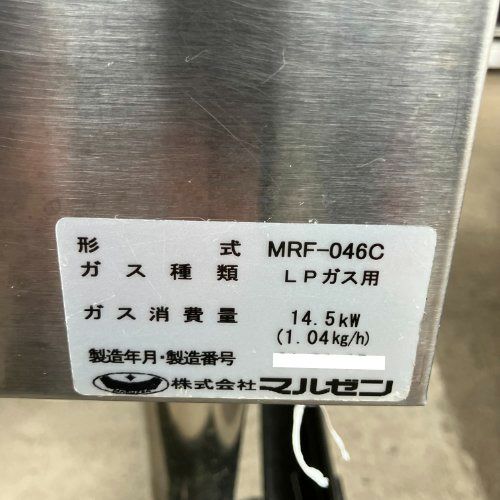 形式 MRF-046C
ガス種類 LPガス用
ガス消費量 14.5kW
(1.04kg/h)
製造年月・製造番号
株式会社マルゼン